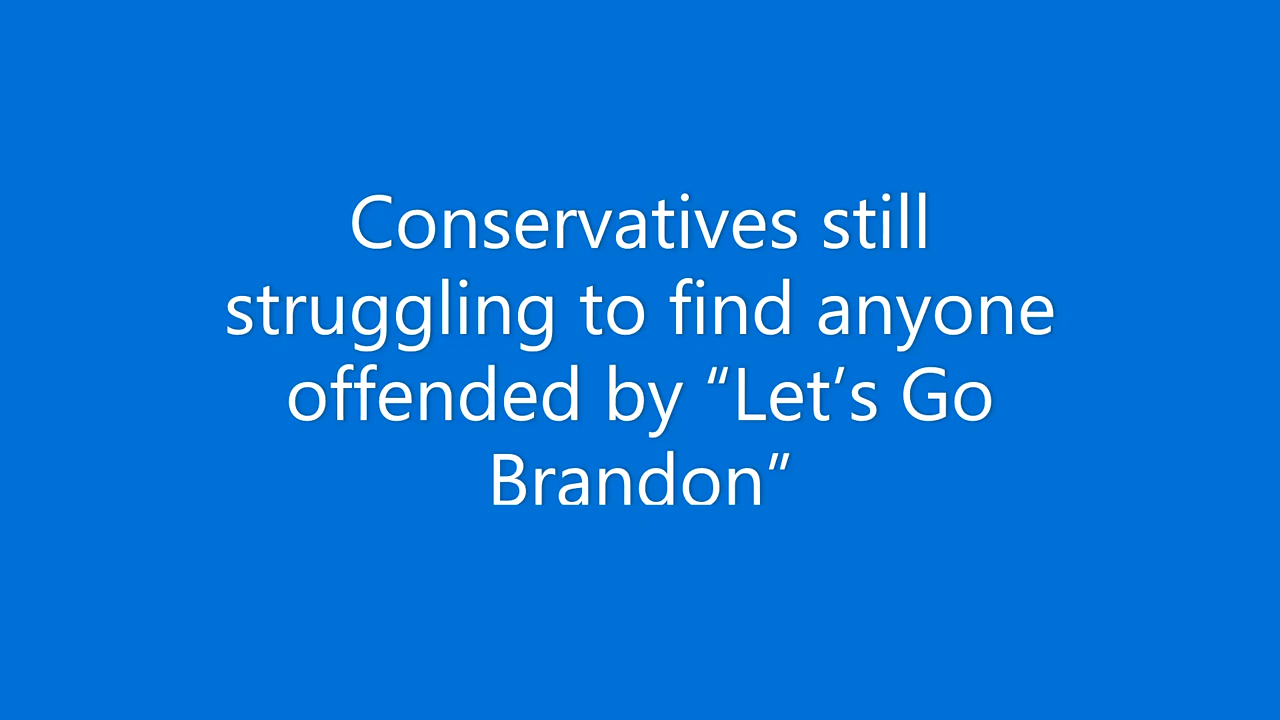 Conservatives still
struggling to find anyone
offended by “Let’s Go
Brandon”